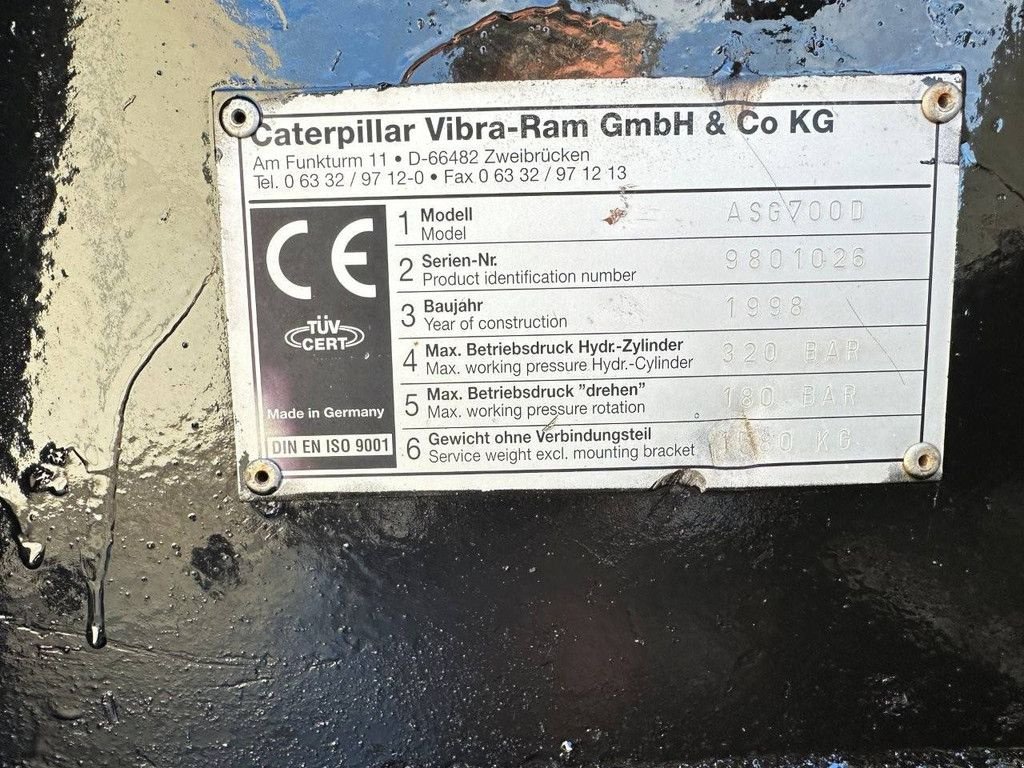 Caterpillar Vibra-Ram GmbH & Co KG
Am Funkturm 11 • D-66482 Zweibrücken
Tel. 0 63 32 / 97 12-0 • Fax 0 63 32 / 97 12 13
CE
TÜV
CERT
Made in Germany
DIN EN ISO 9001
1 Modell ASG700D
Model
2 Serien-Nr. 9801026
Product identification number
3 Baujahr 1998
Year of construction
4 Max. Betriebsdruck Hydr.-Zylinder 320 BAR
Max. working pressure Hydr.-Cylinder
5 Max. Betriebsdruck "drehen" 180 BAR
Max. working pressure rotation
6 Gewicht ohne Verbindungsteil KG
Service weight excl. mounting bracket